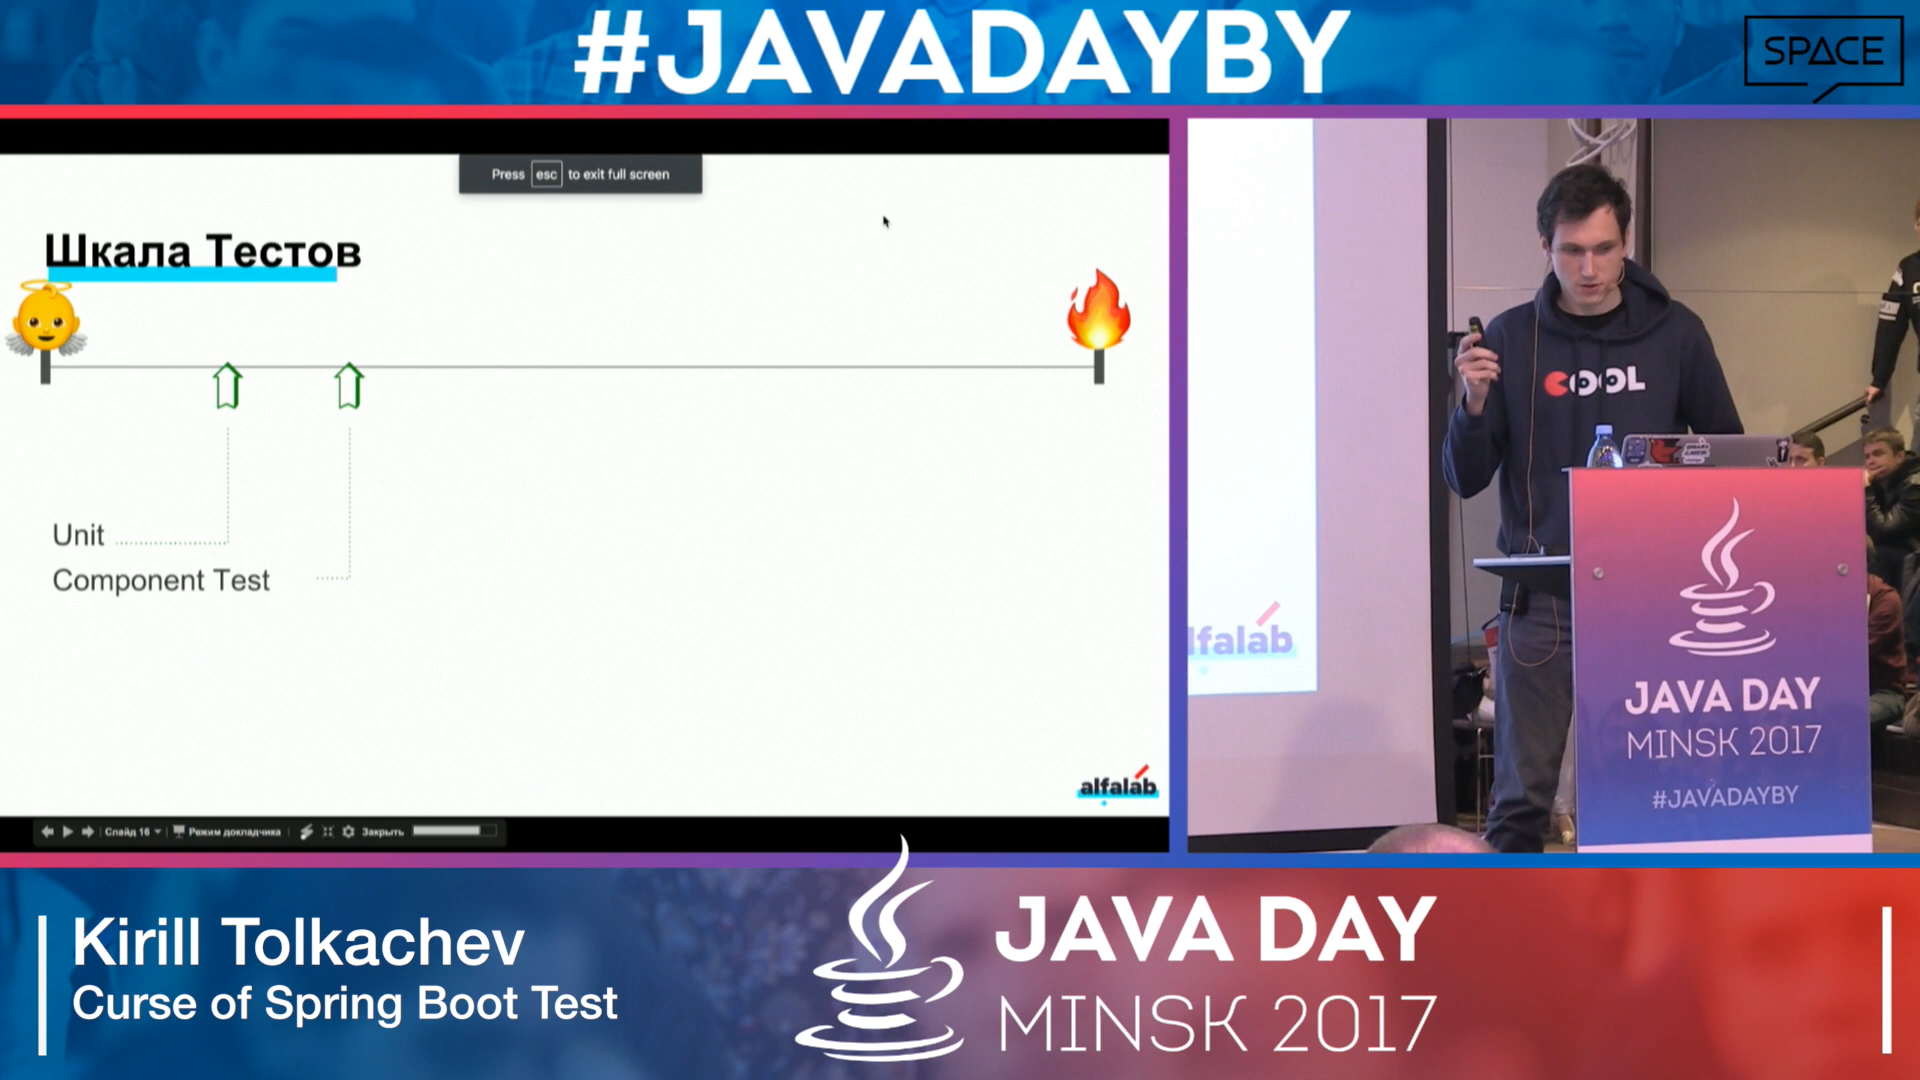 #JAVADAYBY
SPACE
Press esc to exit full screen
Шкала Тестов
Unit
Component Test
alfalab
Слайд 16
Режим докладчика
Закрыть
lfalab
COOL
JAVA DAY
MINSK 2017
#JAVADAYBY
Kirill Tolkachev
Curse of Spring Boot Test
JAVA DAY
MINSK 2017